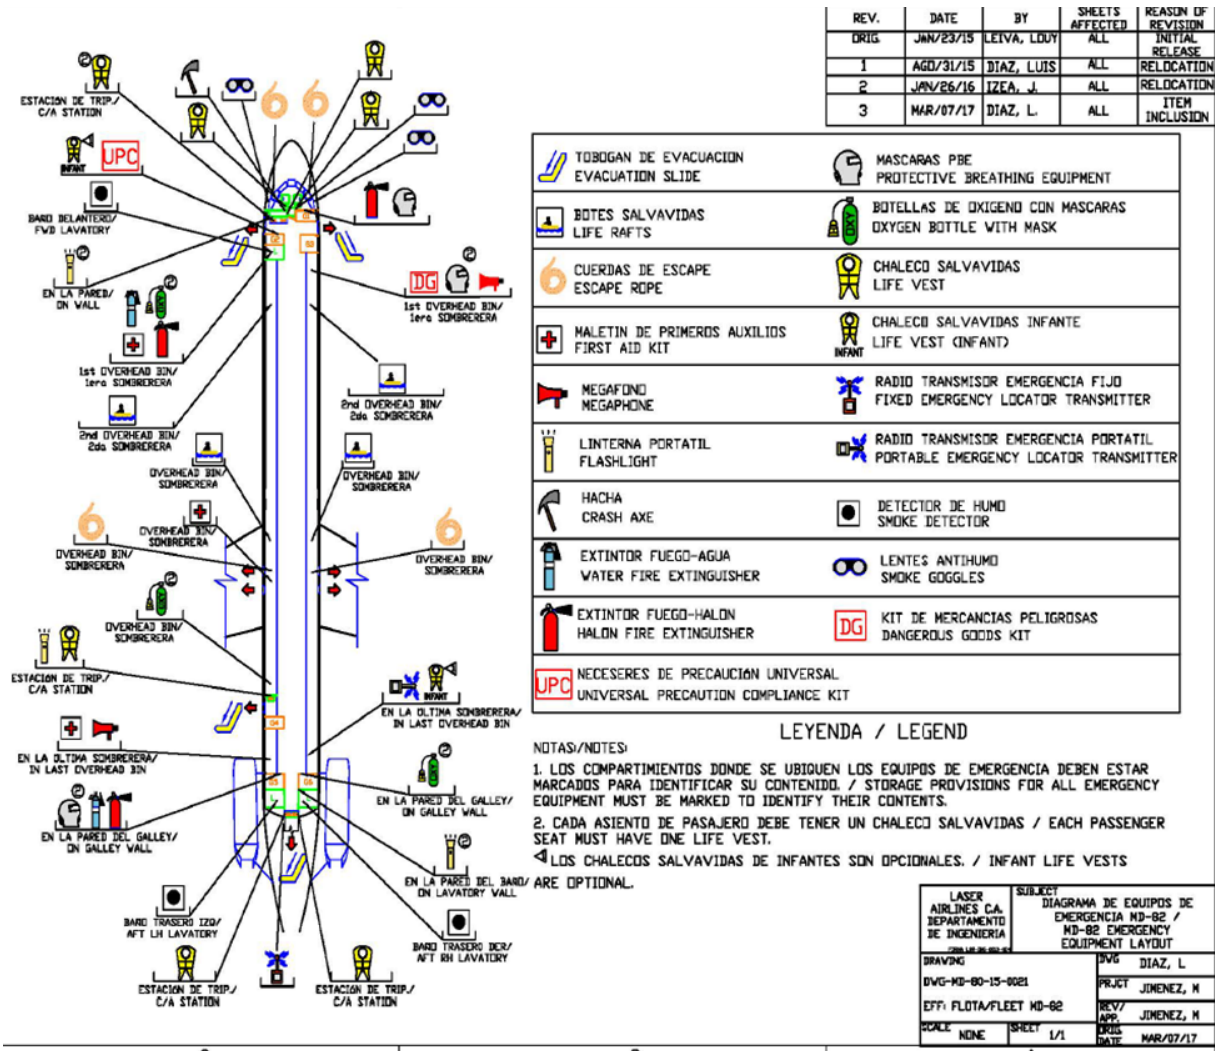 REV. DATE BY SHEETS AFFECTED REASON OF REVISION
ORIG. JAN/23/15 LEIVA, LOUY ALL INITIAL RELEASE
1 AGO/31/15 DIAZ, LUIS ALL RELOCATION
2 JAN/26/16 IZEA, J. ALL RELOCATION
3 MAR/07/17 DIAZ, L. ALL ITEM INCLUSION
2
ESTACION DE TRIP./
C/A STATION
INFANT
UPC
BAÑO DELANTERO/
FWD LAVATORY
2
EN LA PARED/
ON WALL
2
OXY
1st OVERHEAD BIN/
1era SOMBRERERA
2nd OVERHEAD BIN/
2da SOMBRERERA
OVERHEAD BIN/
SOMBRERERA
OVERHEAD BIN/
SOMBRERERA
OVERHEAD BIN/
SOMBRERERA
2
OXY
OVERHEAD BIN/
SOMBRERERA
ESTACION DE TRIP./
C/A STATION
EN LA ULTIMA SOMBRERERA/
IN LAST OVERHEAD BIN
2
EN LA PARED DEL GALLEY/
ON GALLEY WALL
BAÑO TRASERO IZQ/
AFT LH LAVATORY
ESTACION DE TRIP./
C/A STATION
DG
2
1st OVERHEAD BIN/
1era SOMBRERERA
2nd OVERHEAD BIN/
2da SOMBRERERA
OVERHEAD BIN/
SOMBRERERA
OVERHEAD BIN/
SOMBRERERA
INFANT
EN LA ULTIMA SOMBRERERA/
IN LAST OVERHEAD BIN
2
OXY
EN LA PARED DEL GALLEY/
ON GALLEY WALL
2
EN LA PARED DEL BAÑO/
ON LAVATORY WALL
BAÑO TRASERO DER/
AFT RH LAVATORY
ESTACION DE TRIP./
C/A STATION
G2
G3
G4
G5
G6
TOBOGAN DE EVACUACION
EVACUATION SLIDE
MASCARAS PBE
PROTECTIVE BREATHING EQUIPMENT
BOTES SALVAVIDAS
LIFE RAFTS
OXY
BOTELLAS DE OXIGENO CON MASCARAS
OXYGEN BOTTLE WITH MASK
CUERDAS DE ESCAPE
ESCAPE ROPE
CHALECO SALVAVIDAS
LIFE VEST
MALETIN DE PRIMEROS AUXILIOS
FIRST AID KIT
INFANT
CHALECO SALVAVIDAS INFANTE
LIFE VEST (INFANT)
MEGAFONO
MEGAPHONE
RADIO TRANSMISOR EMERGENCIA FIJO
FIXED EMERGENCY LOCATOR TRANSMITTER
LINTERNA PORTATIL
FLASHLIGHT
RADIO TRANSMISOR EMERGENCIA PORTATIL
PORTABLE EMERGENCY LOCATOR TRANSMITTER
HACHA
CRASH AXE
DETECTOR DE HUMO
SMOKE DETECTOR
EXTINTOR FUEGO-AGUA
WATER FIRE EXTINGUISHER
LENTES ANTIHUMO
SMOKE GOGGLES
EXTINTOR FUEGO-HALON
HALON FIRE EXTINGUISHER
DG
KIT DE MERCANCIAS PELIGROSAS
DANGEROUS GOODS KIT
UPC
NECESERES DE PRECAUCIÓN UNIVERSAL
UNIVERSAL PRECAUTION COMPLIANCE KIT
LEYENDA / LEGEND
NOTAS/NOTES:
1. LOS COMPARTIMIENTOS DONDE SE UBIQUEN LOS EQUIPOS DE EMERGENCIA DEBEN ESTAR
MARCADOS PARA IDENTIFICAR SU CONTENIDO. / STORAGE PROVISIONS FOR ALL EMERGENCY
EQUIPMENT MUST BE MARKED TO IDENTIFY THEIR CONTENTS.
2. CADA ASIENTO DE PASAJERO DEBE TENER UN CHALECO SALVAVIDAS / EACH PASSENGER
SEAT MUST HAVE ONE LIFE VEST.
LOS CHALECOS SALVAVIDAS DE INFANTES SON OPCIONALES. / INFANT LIFE VESTS
ARE OPTIONAL.
LASER
AIRLINES C.A.
DEPARTAMENTO
DE INGENIERIA
SUBJECT
DIAGRAMA DE EQUIPOS DE
EMERGENCIA MD-82 /
MD-82 EMERGENCY
EQUIPMENT LAYOUT
DRAWING
DWG-MD-80-15-0021
EFF: FLOTA/FLEET MD-82
SCALE NONE SHEET 1/1
DWG DIAZ, L
PRJCT JIMENEZ, M
REV/APP. JIMENEZ, M
ORIG. DATE MAR/07/17